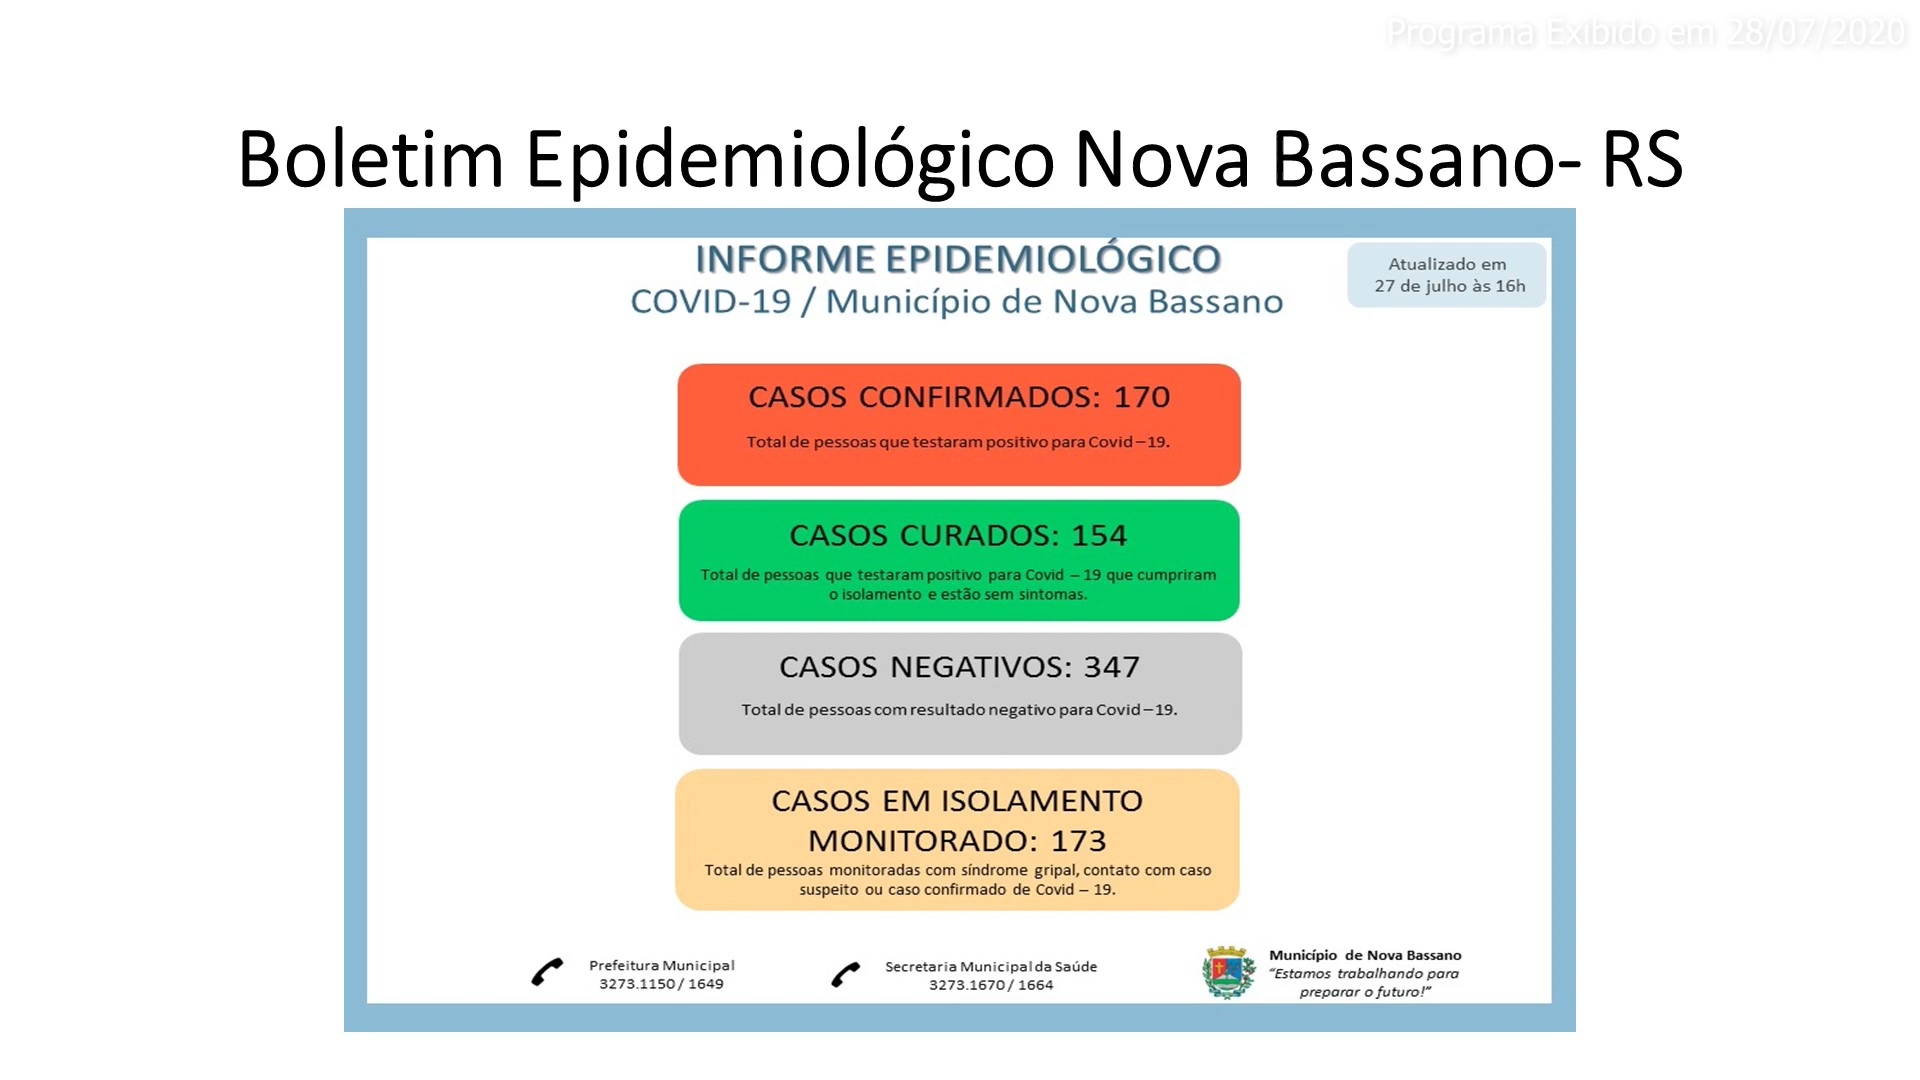 Programa Exibido em 28/07/2020
Boletim Epidemiológico Nova Bassano- RS
INFORME EPIDEMIOLÓGICO
COVID-19 / Município de Nova Bassano
Atualizado em
27 de julho às 16h
CASOS CONFIRMADOS: 170
Total de pessoas que testaram positivo para Covid – 19.
CASOS CURADOS: 154
Total de pessoas que testaram positivo para Covid – 19 que cumpriram
o isolamento e estão sem sintomas.
CASOS NEGATIVOS: 347
Total de pessoas com resultado negativo para Covid – 19.
CASOS EM ISOLAMENTO
MONITORADO: 173
Total de pessoas monitoradas com síndrome gripal, contato com caso
suspeito ou caso confirmado de Covid – 19.
Prefeitura Municipal
3273.1150 / 1649
Secretaria Municipal da Saúde
3273.1670 / 1664
Município de Nova Bassano
“Estamos trabalhando para
preparar o futuro!”